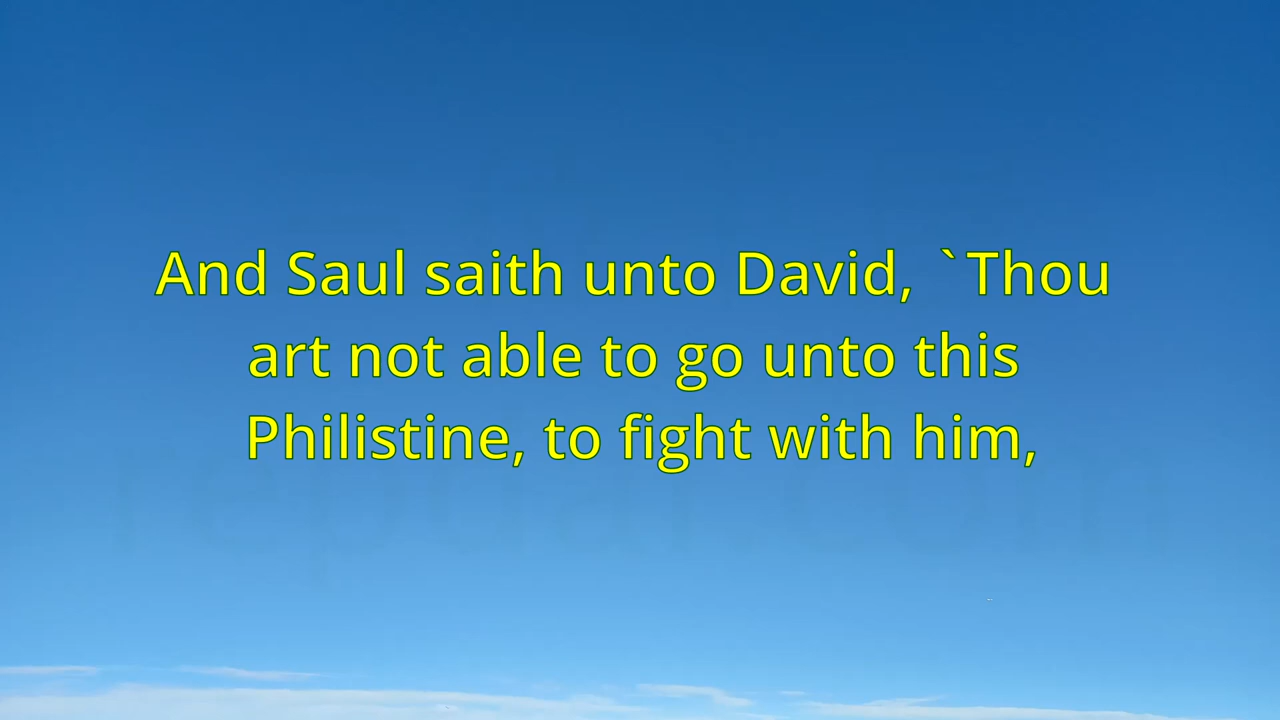 And Saul saith unto David, `Thou
art not able to go unto this
Philistine, to fight with him,